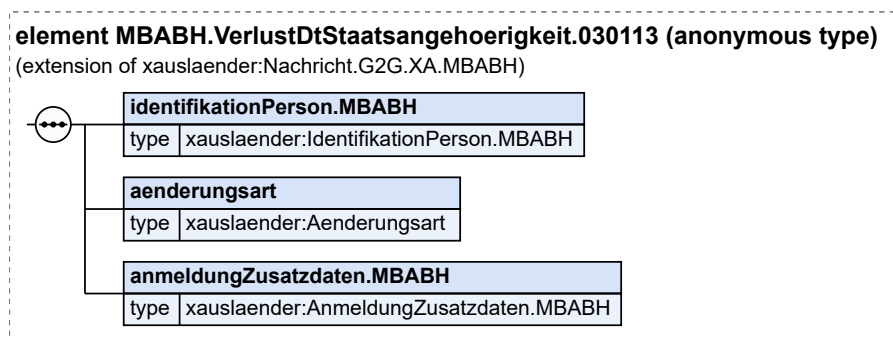 element MBABH.VerlustDtStaatsangehoerigkeit.030113 (anonymous type)
(extension of xauslaender:Nachricht.G2G.XA.MBABH)
identifikationPerson.MBABH
type xauslaender:IdentifikationPerson.MBABH
aenderungsart
type xauslaender:Aenderungsart
anmeldungZusatzdaten.MBABH
type xauslaender:AnmeldungZusatzdaten.MBABH